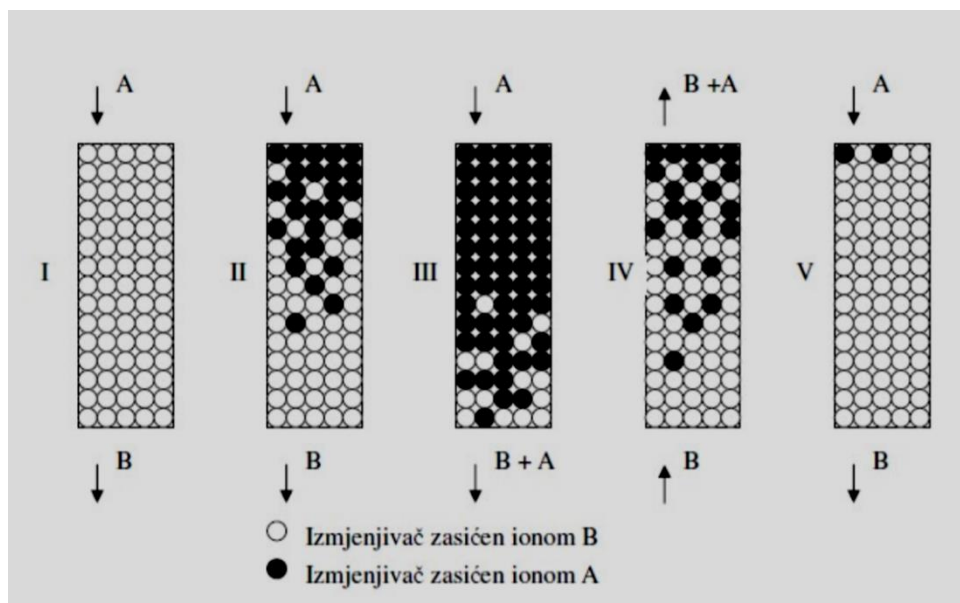 A A A B +A A
I II III IV V
B B B + A B B
Izmjenjivač zasićen ionom B
Izmjenjivač zasićen ionom A